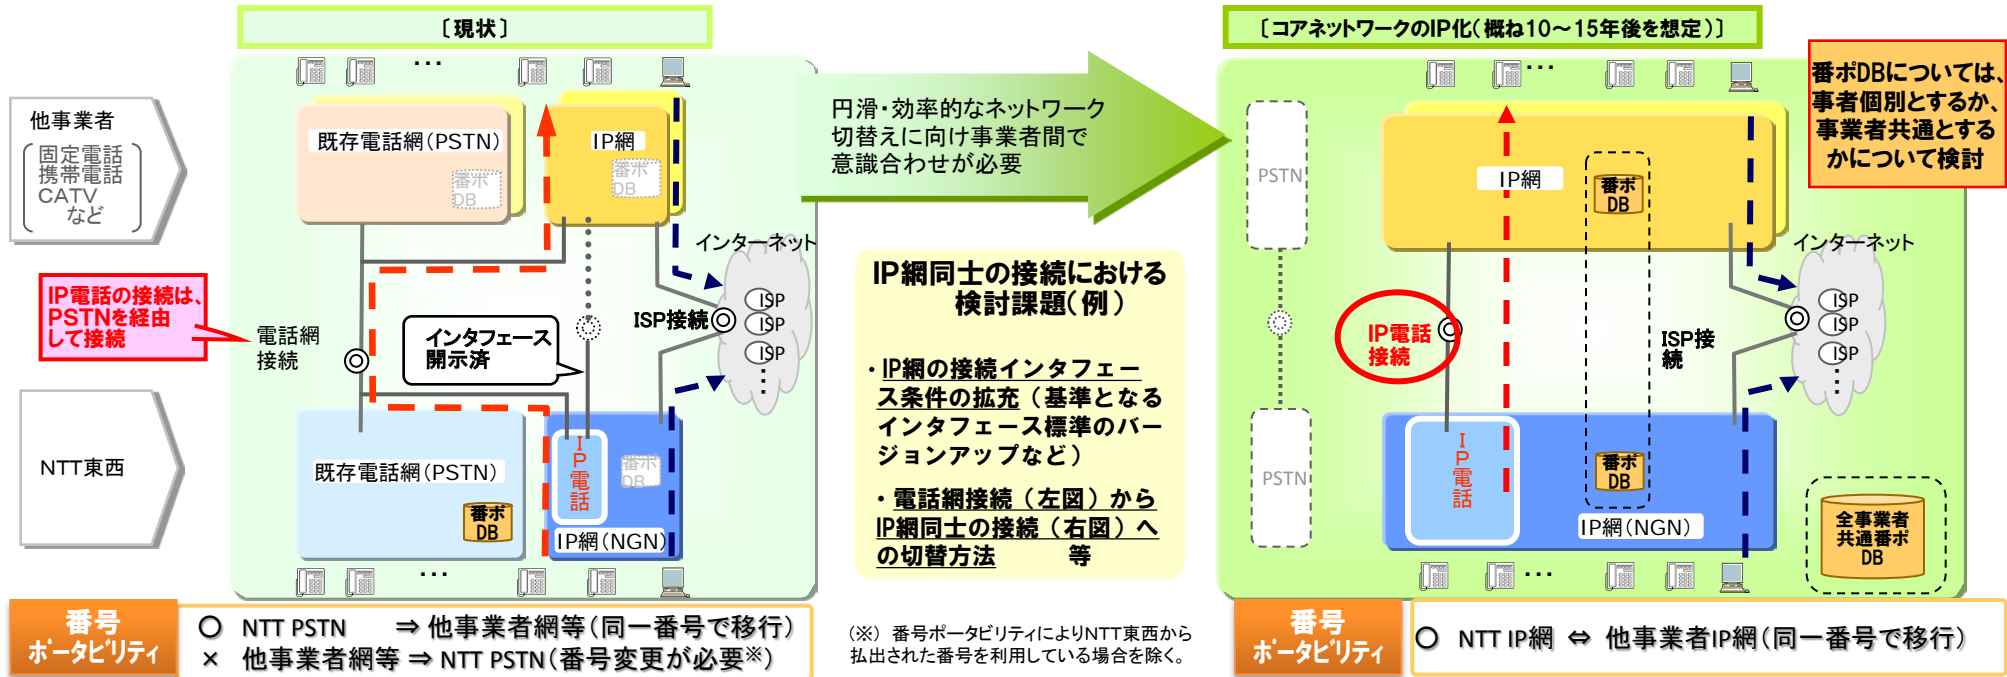 〔現状〕
他事業者
固定電話
携帯電話
CATV
など
NTT東西
IP電話の接続は、
PSTNを経由
して接続
…
既存電話網(PSTN)
番ポ
DB
IP網
番ポ
DB
インターネット
ISP
ISP
ISP
⋮
ISP接続
電話網
接続
インタフェース
開示済
既存電話網(PSTN)
番ポ
DB
IP電話
番ポ
DB
IP網(NGN)
…
番号
ポータビリティ
○ NTT PSTN ⇒ 他事業者網等(同一番号で移行)
× 他事業者網等 ⇒ NTT PSTN(番号変更が必要※)
円滑・効率的なネットワーク
切替えに向け事業者間で
意識合わせが必要
IP網同士の接続における
検討課題(例)
・IP網の接続インタフェー
ス条件の拡充(基準となる
インタフェース標準のバー
ジョンアップなど)
・電話網接続(左図)から
IP網同士の接続(右図)へ
の切替方法 等
(※) 番号ポータビリティによりNTT東西から
払出された番号を利用している場合を除く。
〔コアネットワークのIP化(概ね10~15年後を想定)〕
番ポDBについては、
事者個別とするか、
事業者共通とする
かについて検討
…
PSTN
IP網
番ポ
DB
インターネット
ISP
ISP
ISP
⋮
IP電話
接続
ISP接
続
PSTN
IP電話
番ポ
DB
IP網(NGN)
全事業者
共通番ポ
DB
…
番号
ポータビリティ
○ NTT IP網 ⇔ 他事業者IP網(同一番号で移行)